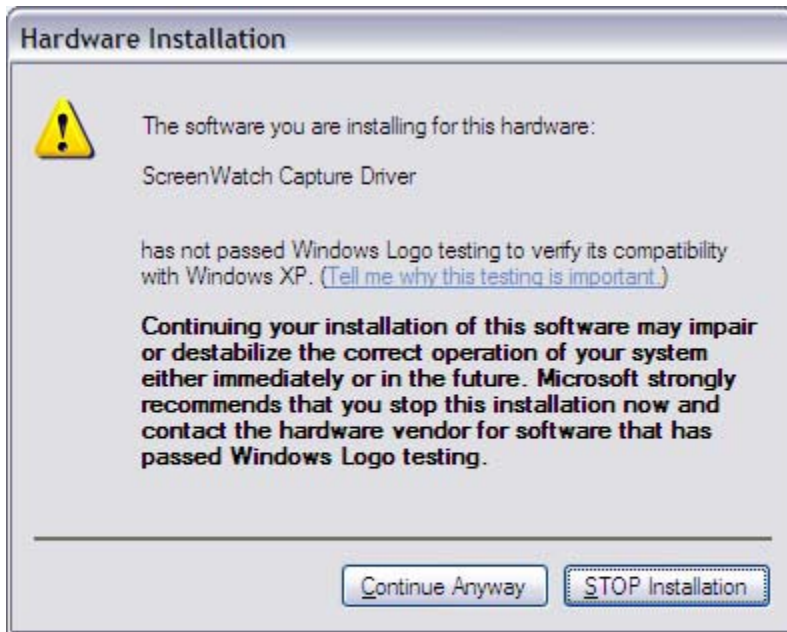 Hardware Installation
The software you are installing for this hardware:
ScreenWatch Capture Driver
has not passed Windows Logo testing to verify its compatibility
with Windows XP. (Tell me why this testing is important.)
Continuing your installation of this software may impair
or destabilize the correct operation of your system
either immediately or in the future. Microsoft strongly
recommends that you stop this installation now and
contact the hardware vendor for software that has
passed Windows Logo testing.
Continue Anyway
STOP Installation